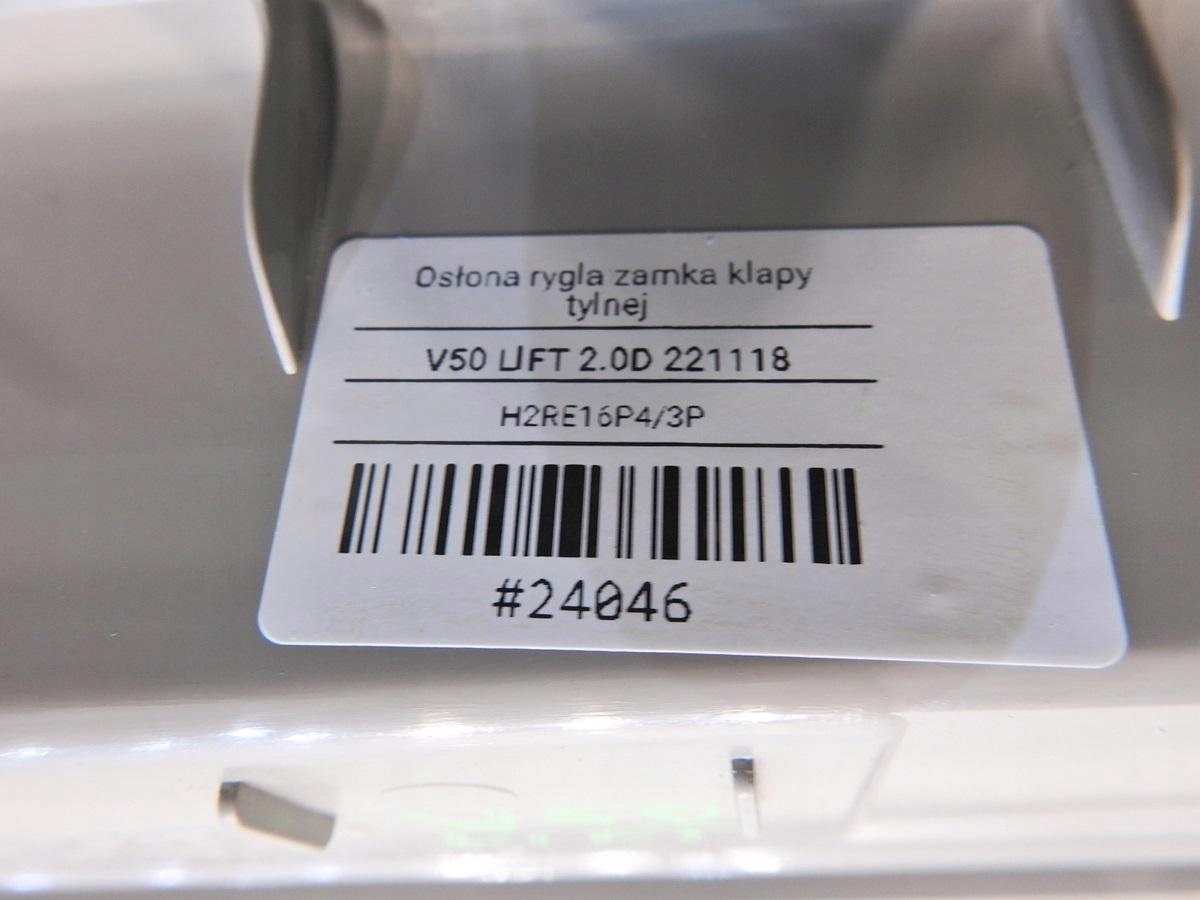 Osłona rygla zamka klapy
tylnej
V50 LIFT 2.0D 221118
H2RE16P4/3P
#24046